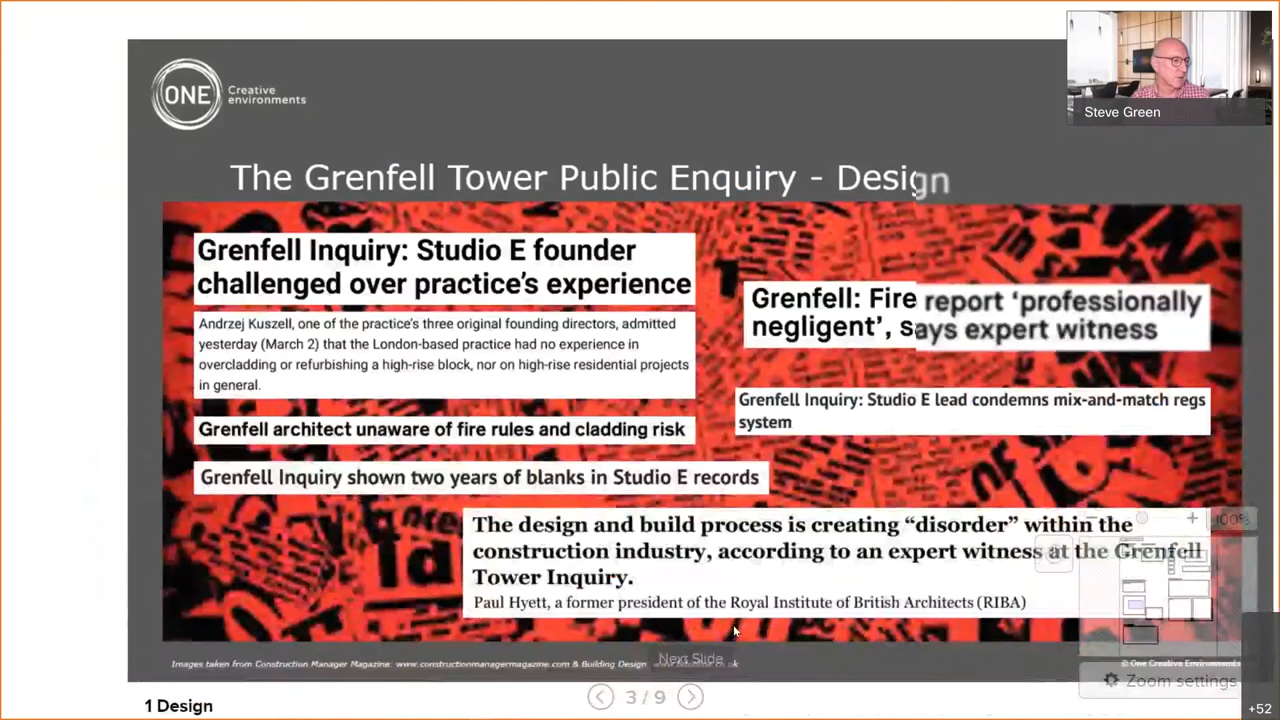 ONE
Creative
environments
Steve Green
The Grenfell Tower Public Enquiry - Design
Grenfell Inquiry: Studio E founder
challenged over practice's experience
Andrzej Kuszell, one of the practice's three original founding directors, admitted
yesterday (March 2) that the London-based practice had no experience in
overcladding or refurbishing a high-rise block, nor on high-rise residential projects
in general.
Grenfell architect unaware of fire rules and cladding risk
Grenfell Inquiry shown two years of blanks in Studio E records
Grenfell: Fire report ‘professionally
negligent’, says expert witness
Grenfell Inquiry: Studio E lead condemns mix-and-match regs
system
The design and build process is creating “disorder” within the
construction industry, according to an expert witness at the Grenfell
Tower Inquiry.
Paul Hyett, a former president of the Royal Institute of British Architects (RIBA)
100%
Images taken from Construction Manager Magazine: www.constructionmanagermagazine.com & Building Design
Next Slide
© One Creative Environments
Zoom settings
1 Design
3 / 9
+52